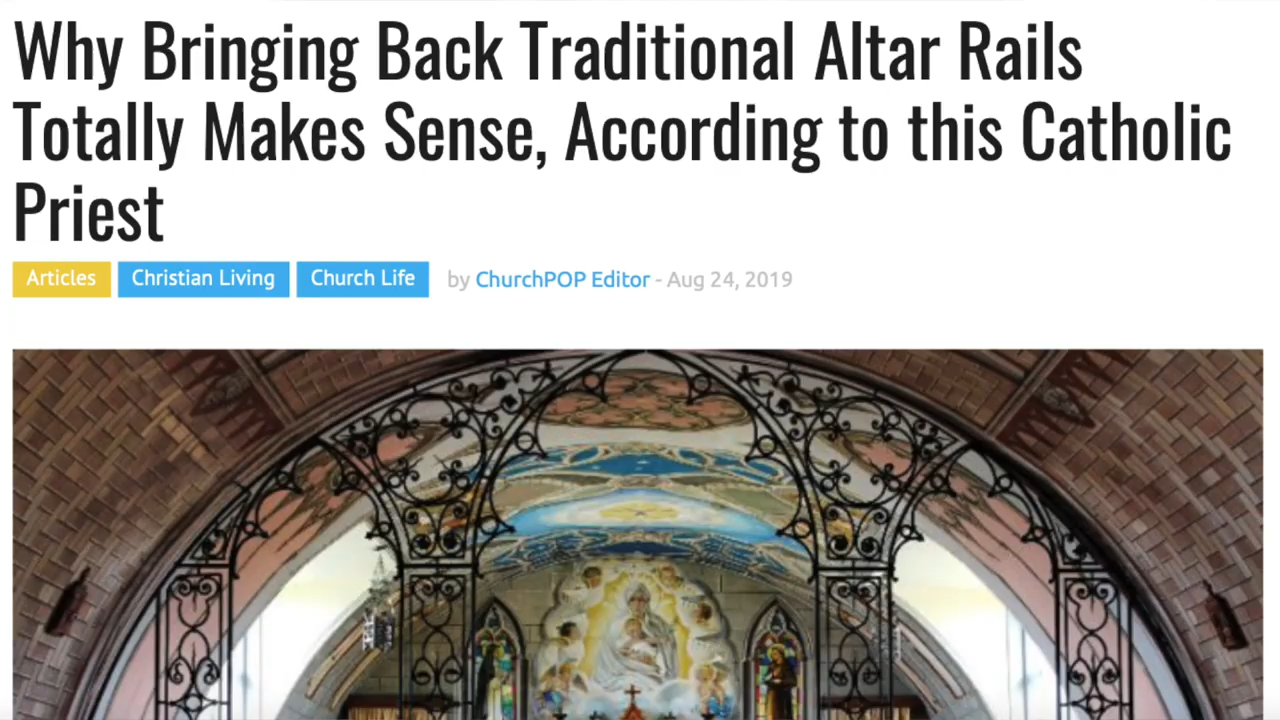 Why Bringing Back Traditional Altar Rails
Totally Makes Sense, According to this Catholic
Priest
Articles Christian Living Church Life by ChurchPOP Editor - Aug 24, 2019